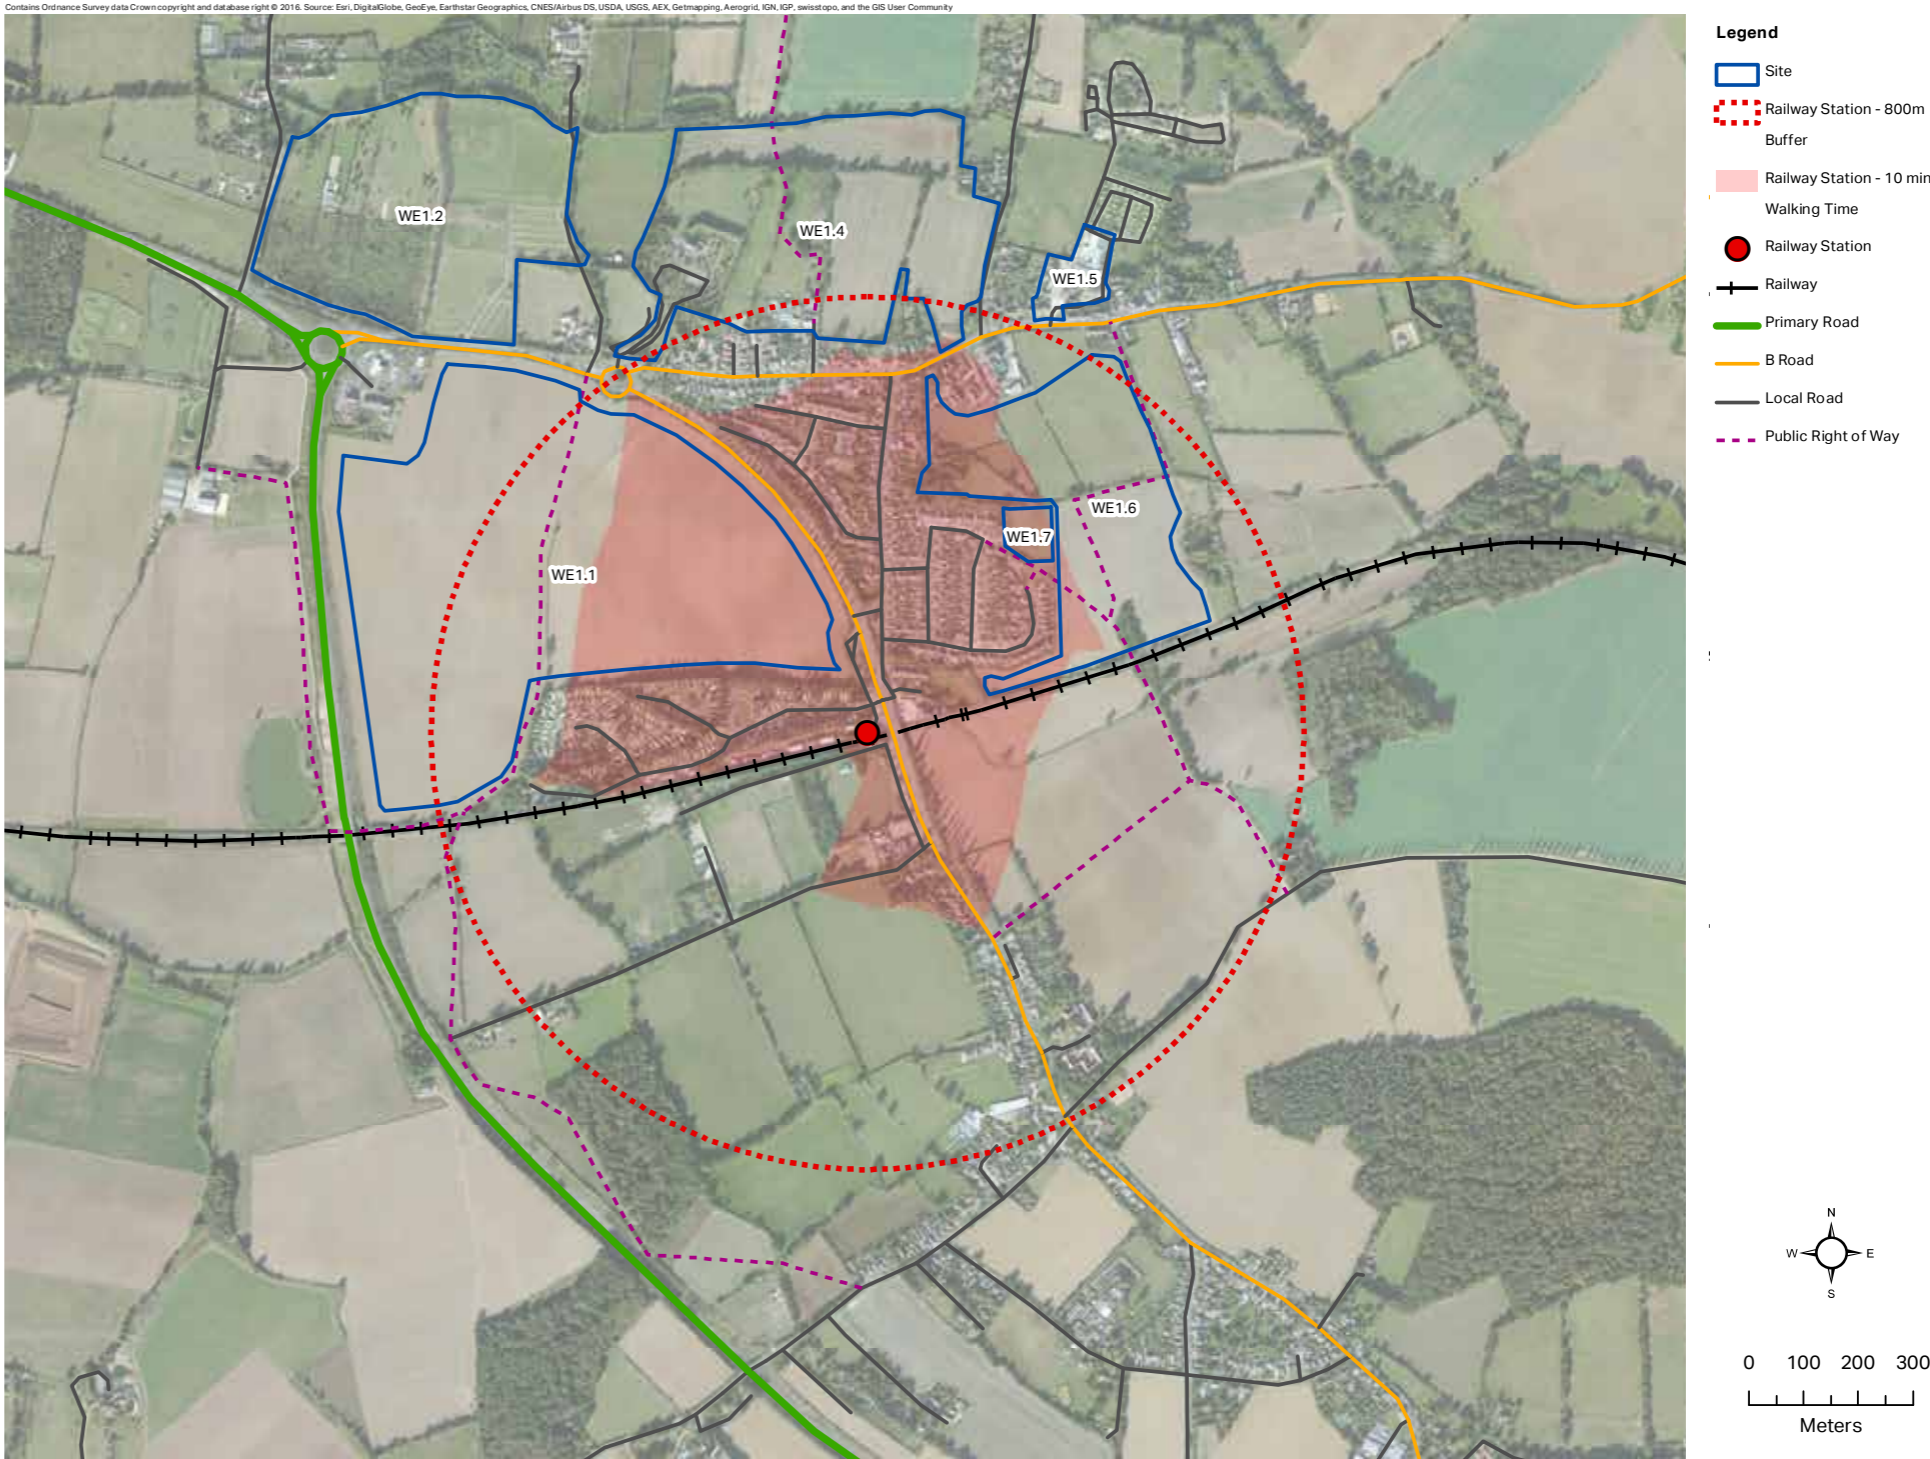 Contains Ordnance Survey data Crown copyright and database right © 2016. Source: Esri, DigitalGlobe, GeoEye, Earthstar Geographics, CNES/Airbus DS, USDA, USGS, AEX, Getmapping, Aerogrid, IGN, IGP, swisstopo, and the GIS User Community
Legend
Site
Railway Station - 800m
Buffer
Railway Station - 10 min
Walking Time
Railway Station
Railway
Primary Road
B Road
Local Road
Public Right of Way
WE1.2
WE1.4
WE1.5
WE1.6
WE1.7
WE1.1
N
W E
S
0 100 200 300
Meters